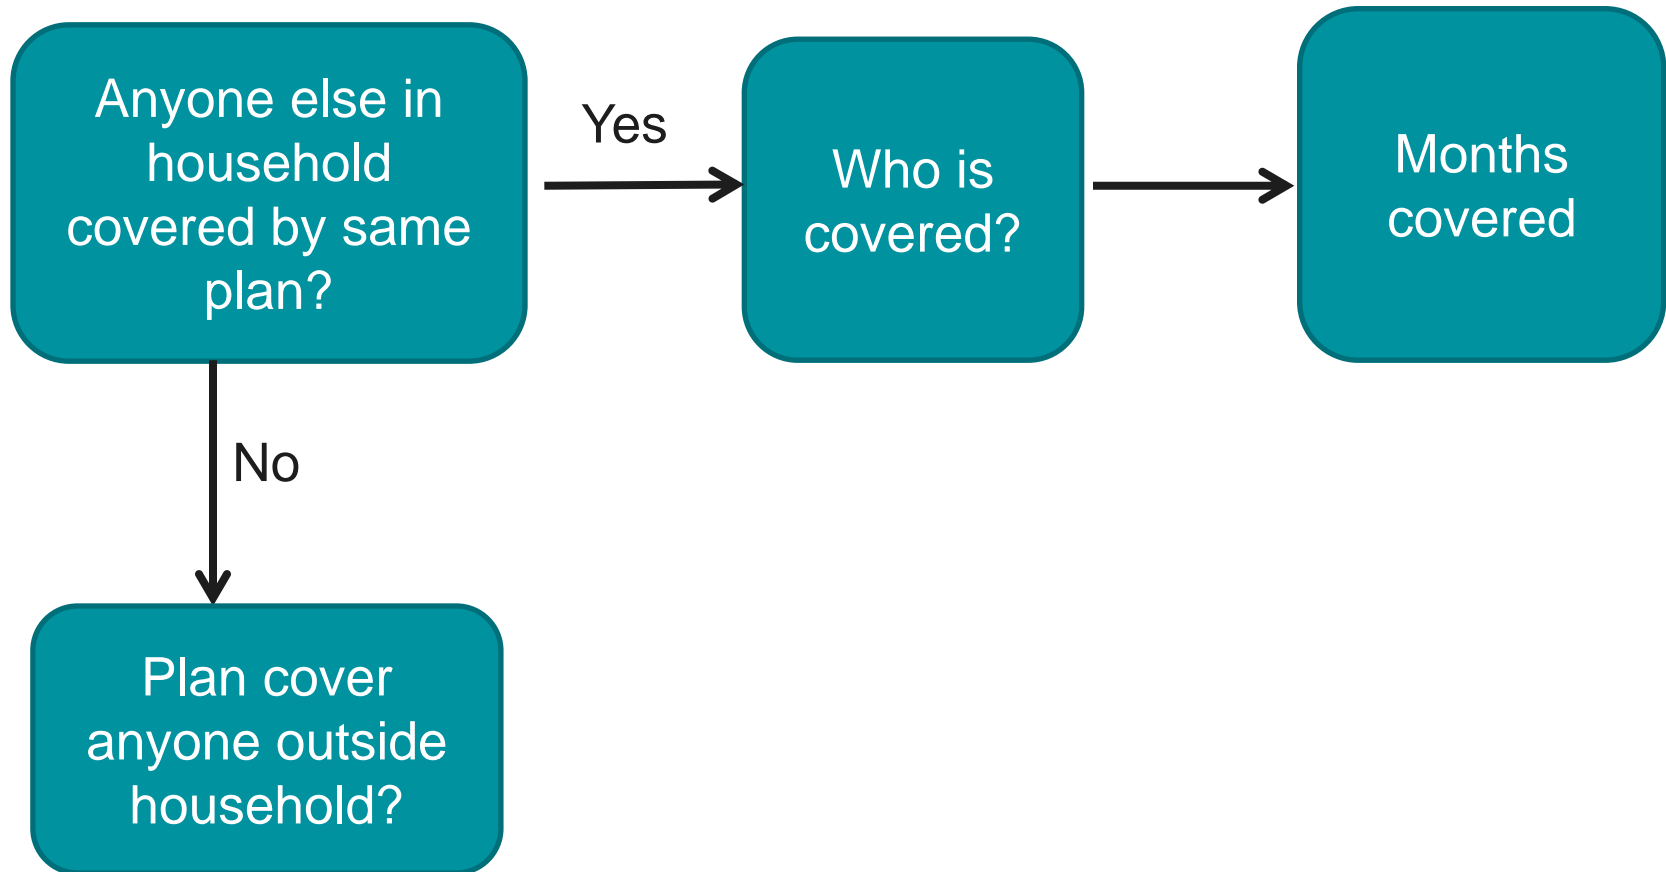 Anyone else in
household
covered by same
plan?
Yes
Who is
covered?
Months
covered
No
Plan cover
anyone outside
household?